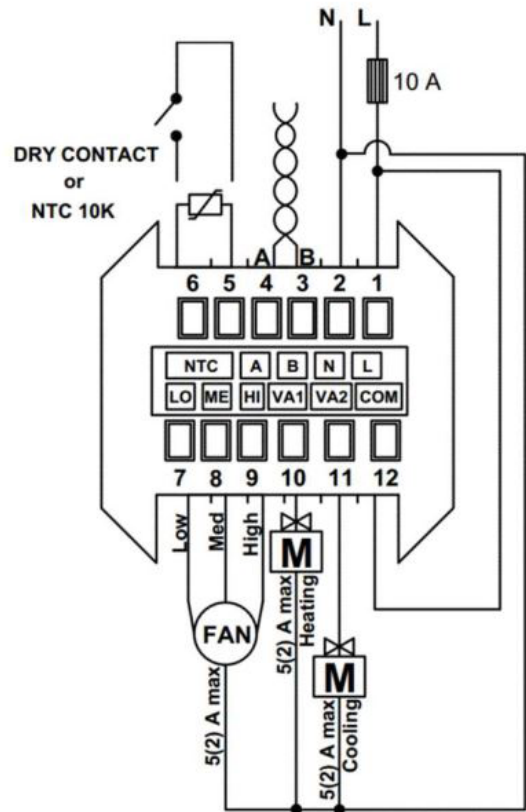 N L
10 A
DRY CONTACT
or
NTC 10K
A B
6 5 4 3 2 1
NTC A B N L
LO ME HI VA1 VA2 COM
7 8 9 10 11 12
Low
Med
High
M
5(2) A max
Heating
FAN
5(2) A max
M
5(2) A max
Cooling